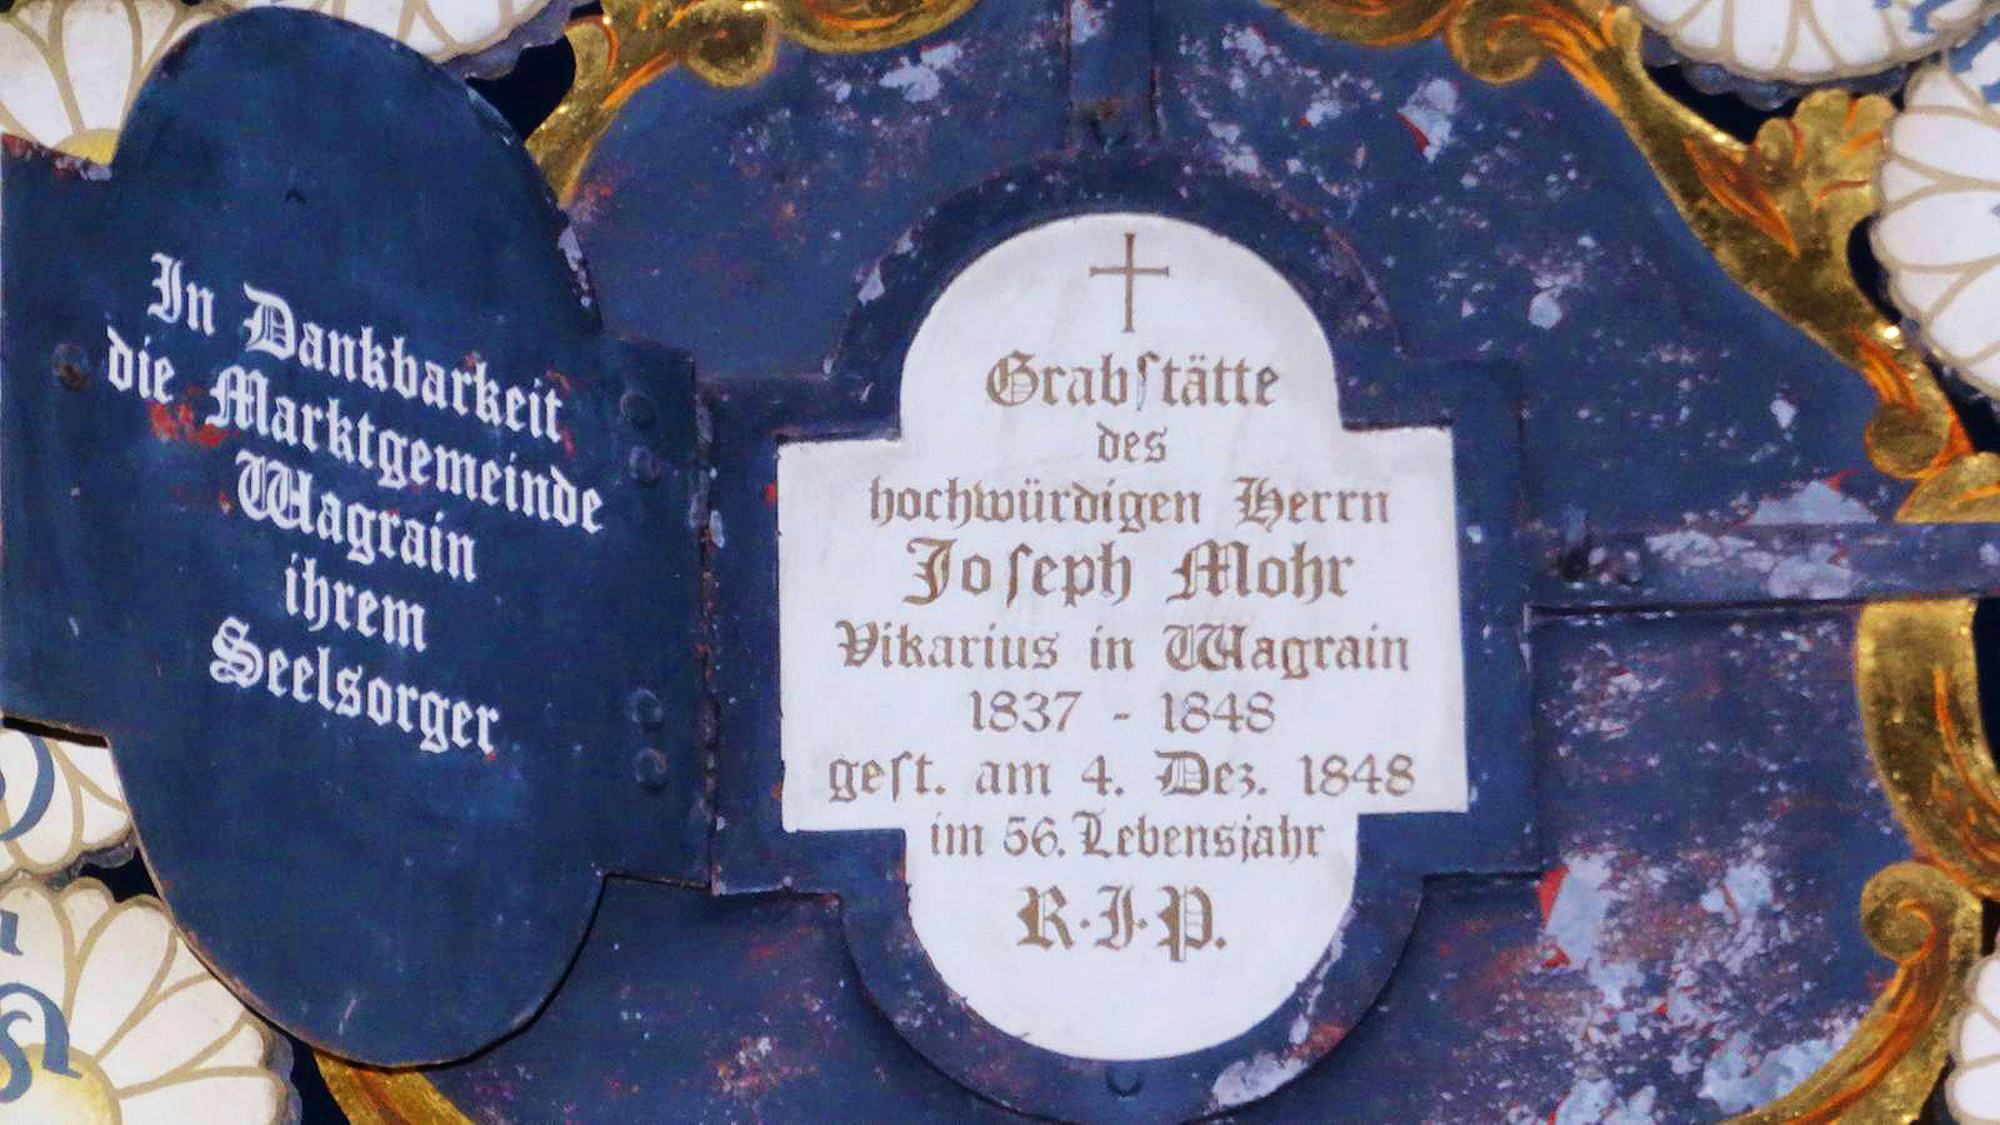 In Dankbarkeit
die Marktgemeinde
Wagrain
ihrem
Seelsorger
Grabſtätte
des
hochwürdigen Herrn
Joſeph Mohr
Vikarius in Wagrain
1837 - 1848
geſt. am 4. Dez. 1848
im 56. Lebensjahr
R·I·P.